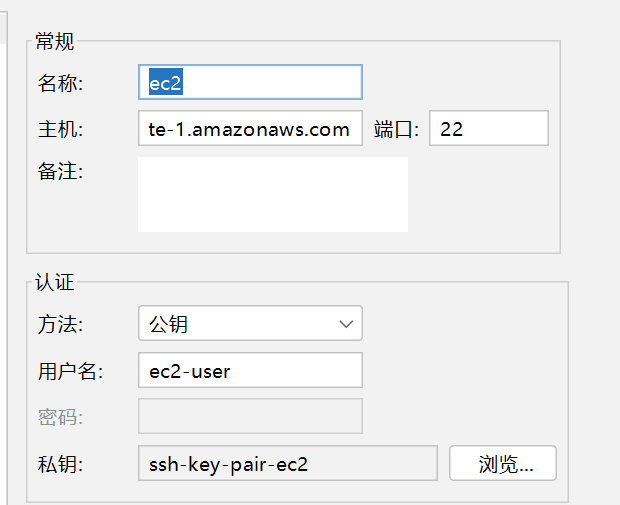 常规
名称: ec2
主机: te-1.amazonaws.com 端口: 22
备注:
认证
方法: 公钥
用户名: ec2-user
密码:
私钥: ssh-key-pair-ec2 浏览...